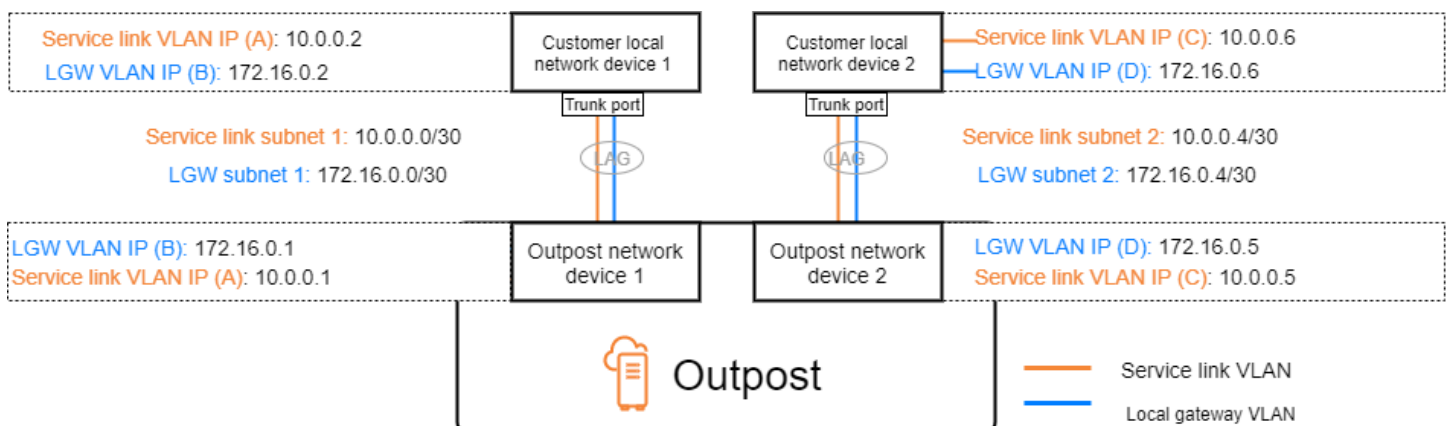 Service link VLAN IP (A): 10.0.0.2
LGW VLAN IP (B): 172.16.0.2
Customer local
network device 1
Trunk port
Customer local
network device 2
Trunk port
Service link VLAN IP (C): 10.0.0.6
LGW VLAN IP (D): 172.16.0.6
Service link subnet 1: 10.0.0.0/30
LGW subnet 1: 172.16.0.0/30
LAG
LAG
Service link subnet 2: 10.0.0.4/30
LGW subnet 2: 172.16.0.4/30
LGW VLAN IP (B): 172.16.0.1
Service link VLAN IP (A): 10.0.0.1
Outpost network
device 1
Outpost network
device 2
LGW VLAN IP (D): 172.16.0.5
Service link VLAN IP (C): 10.0.0.5
Outpost
Service link VLAN
Local gateway VLAN